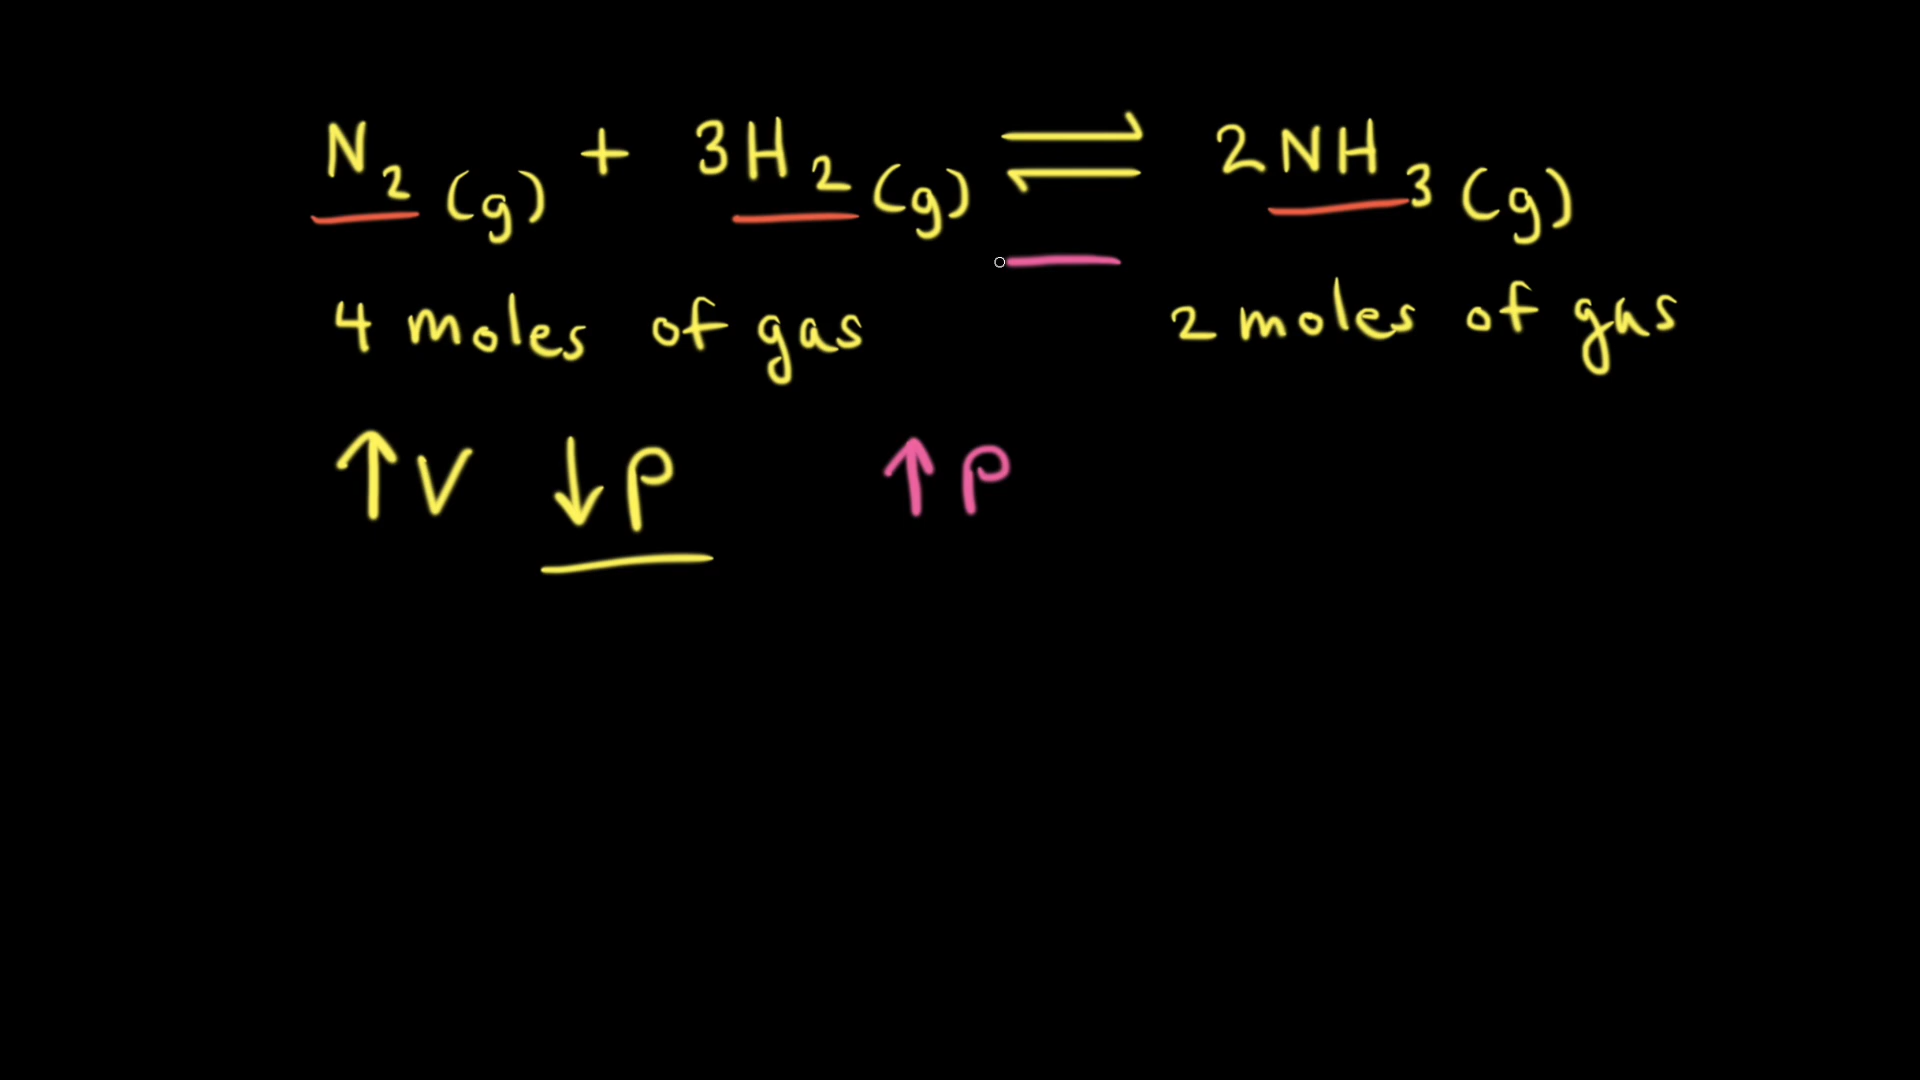 N₂(g) + 3H₂(g) ⇌ 2NH₃(g)
4 moles of gas 2 moles of gas
↑V ↓P ↑P